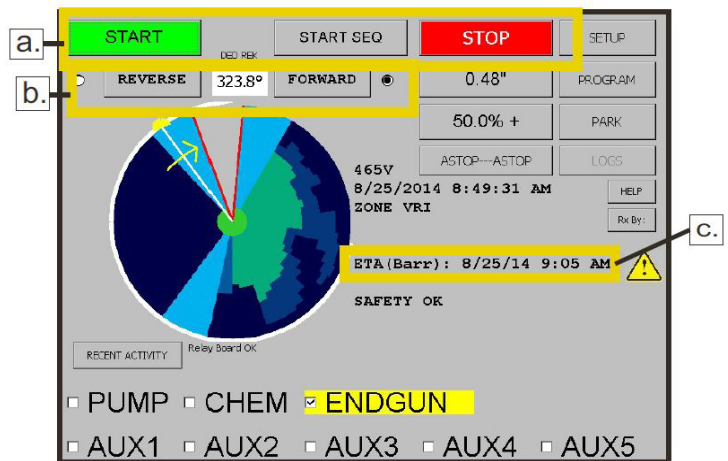 a.
START
START SEQ
STOP
SETUP
DEG REK
b.
REVERSE
323.8°
FORWARD
0.48"
PROGRAM
50.0% +
PARK
ASTOP---ASTOP
LOGS
465V
8/25/2014 8:49:31 AM
HELP
ZONE VRI
Rx By:
c.
ETA(Barr): 8/25/14 9:05 AM
SAFETY OK
Relay Board OK
RECENT ACTIVITY
PUMP CHEM ENDGUN
AUX1 AUX2 AUX3 AUX4 AUX5